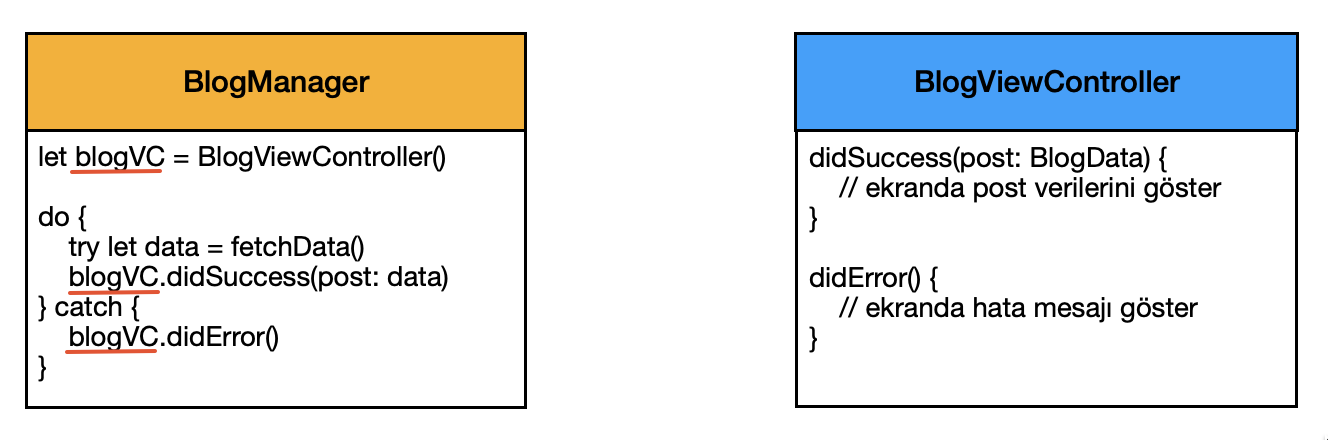 BlogManager
let blogVC = BlogViewController()
do {
try let data = fetchData()
blogVC.didSuccess(post: data)
} catch {
blogVC.didError()
}
BlogViewController
didSuccess(post: BlogData) {
// ekranda post verilerini göster
}
didError() {
// ekranda hata mesajı göster
}